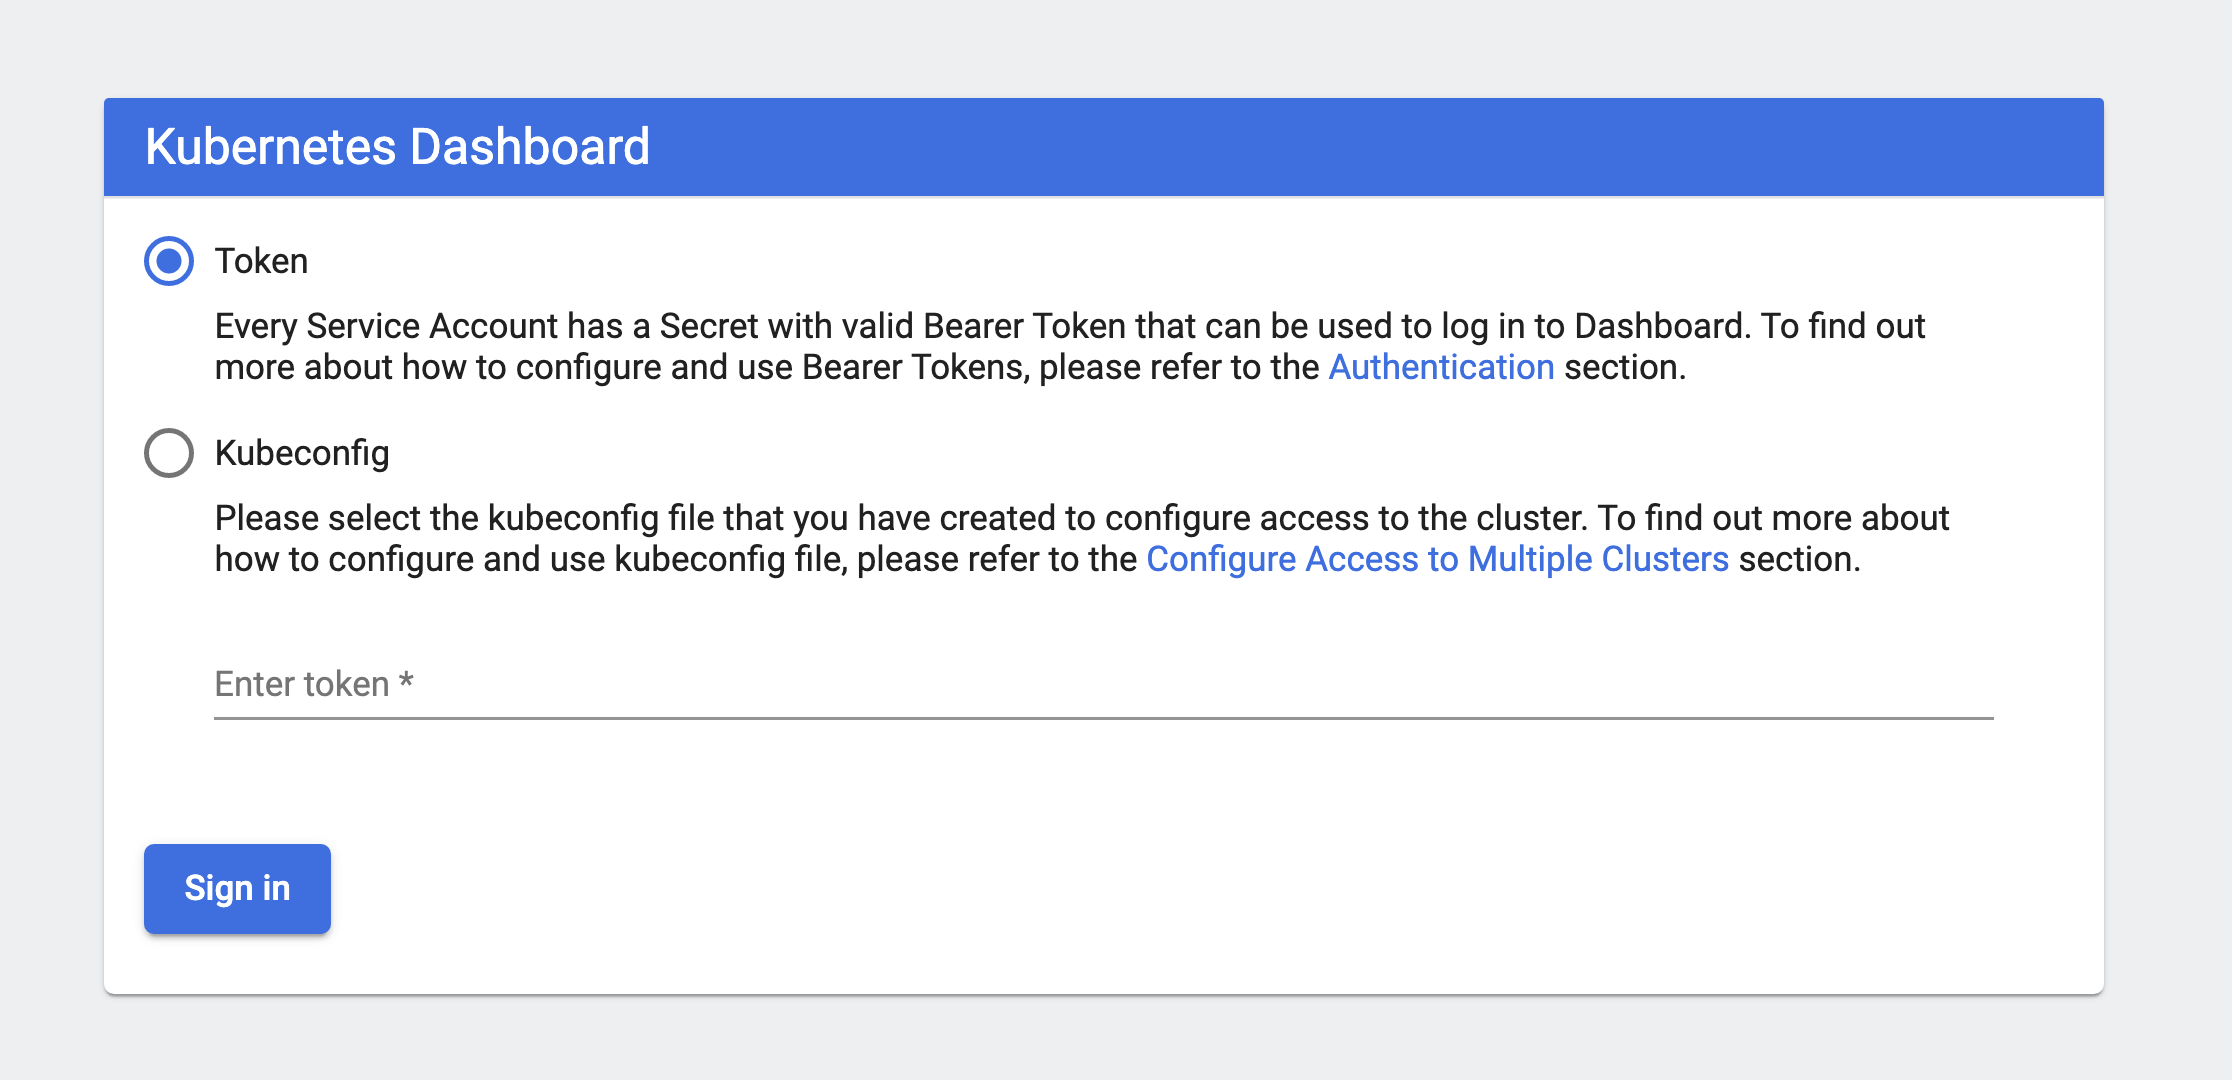 Kubernetes Dashboard
Token
Every Service Account has a Secret with valid Bearer Token that can be used to log in to Dashboard. To find out
more about how to configure and use Bearer Tokens, please refer to the Authentication section.
Kubeconfig
Please select the kubeconfig file that you have created to configure access to the cluster. To find out more about
how to configure and use kubeconfig file, please refer to the Configure Access to Multiple Clusters section.
Enter token *
Sign in